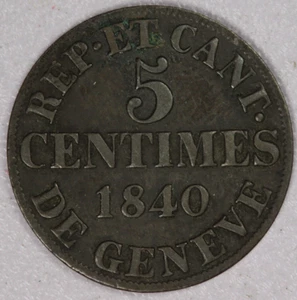 REP·ET CANT.
5
CENTIMES
1840
DE GENEVE